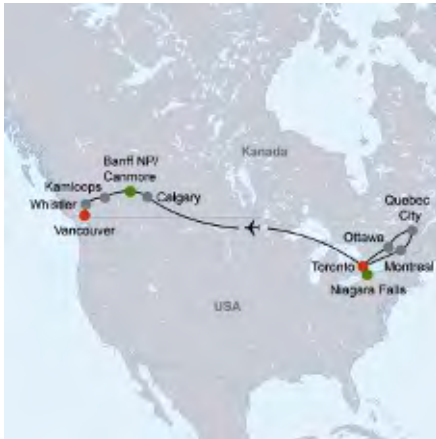 Banff NP/
Canmore
Kanada
Kamloops
Calgary
Whistler
Vancouver
Quebec
City
Ottawa
Toronto
Montreal
Niagara Falls
USA